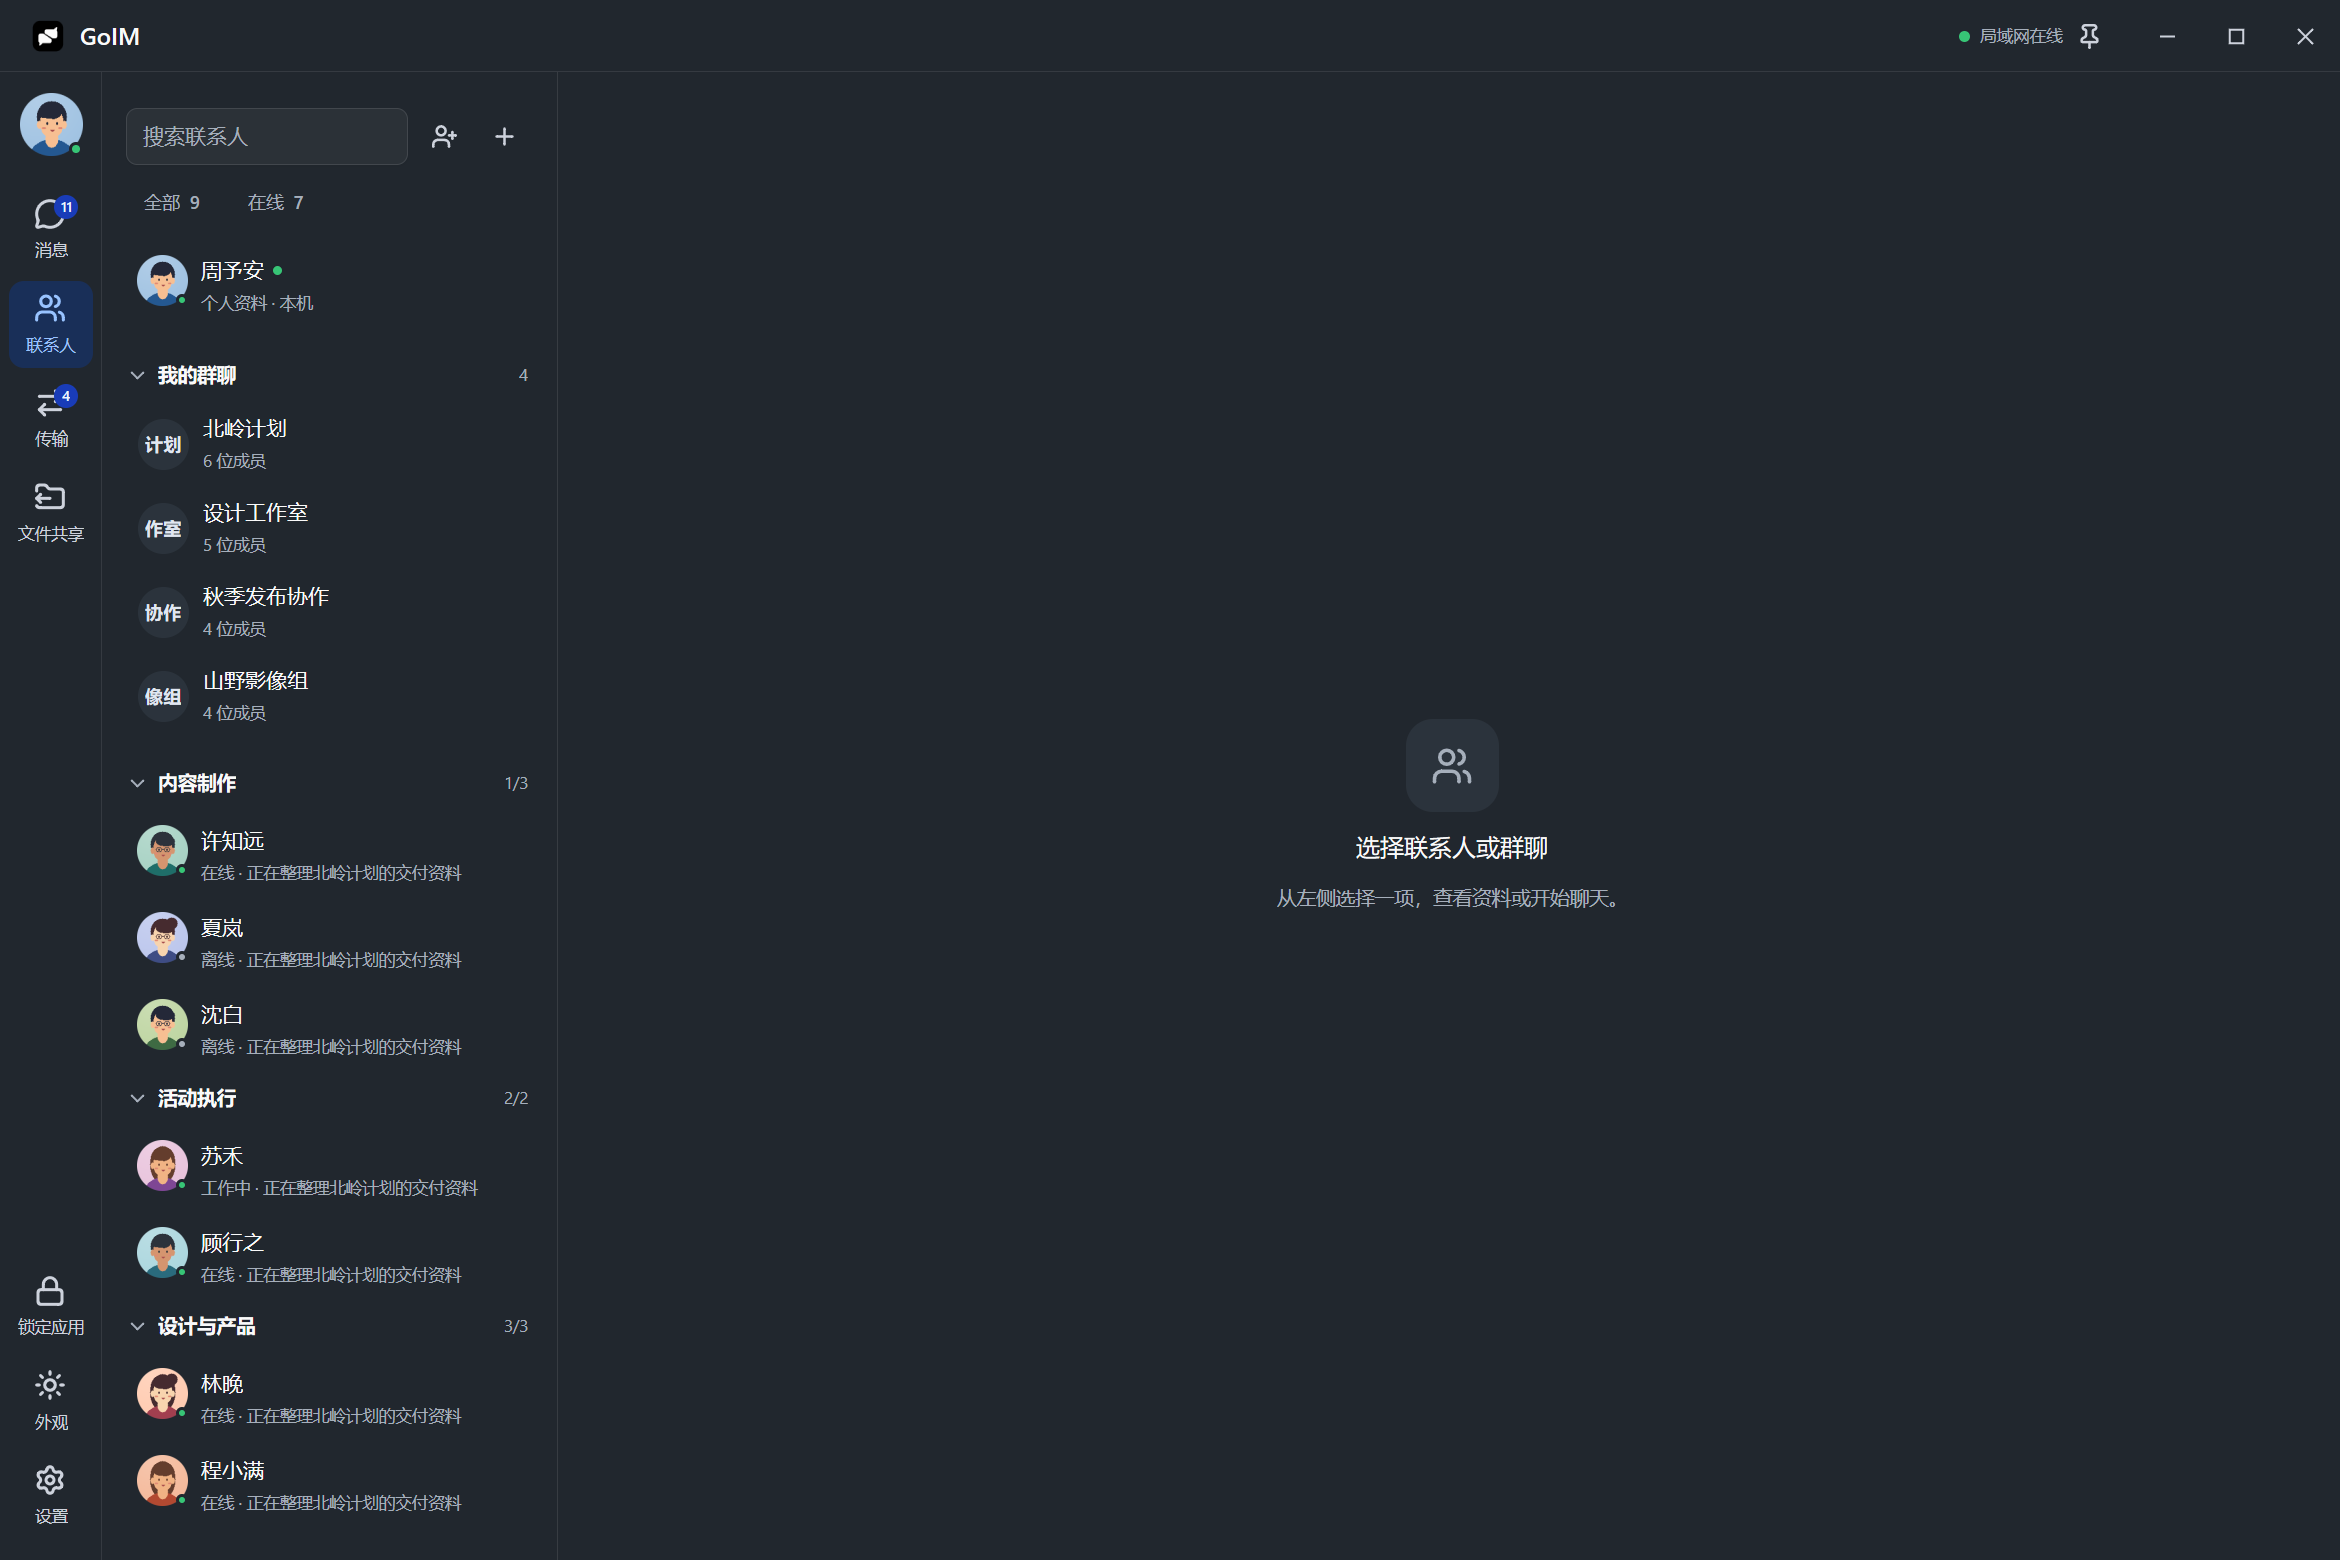 GoIM
局域网在线
11
消息
联系人
4
传输
文件共享
锁定应用
外观
设置
搜索联系人
全部 9
在线 7
周予安
个人资料 · 本机
我的群聊 4
计划
北岭计划
6 位成员
作室
设计工作室
5 位成员
协作
秋季发布协作
4 位成员
像组
山野影像组
4 位成员
内容制作 1/3
许知远
在线 · 正在整理北岭计划的交付资料
夏岚
离线 · 正在整理北岭计划的交付资料
沈白
离线 · 正在整理北岭计划的交付资料
活动执行 2/2
苏禾
工作中 · 正在整理北岭计划的交付资料
顾行之
在线 · 正在整理北岭计划的交付资料
设计与产品 3/3
林晚
在线 · 正在整理北岭计划的交付资料
程小满
在线 · 正在整理北岭计划的交付资料
选择联系人或群聊
从左侧选择一项，查看资料或开始聊天。